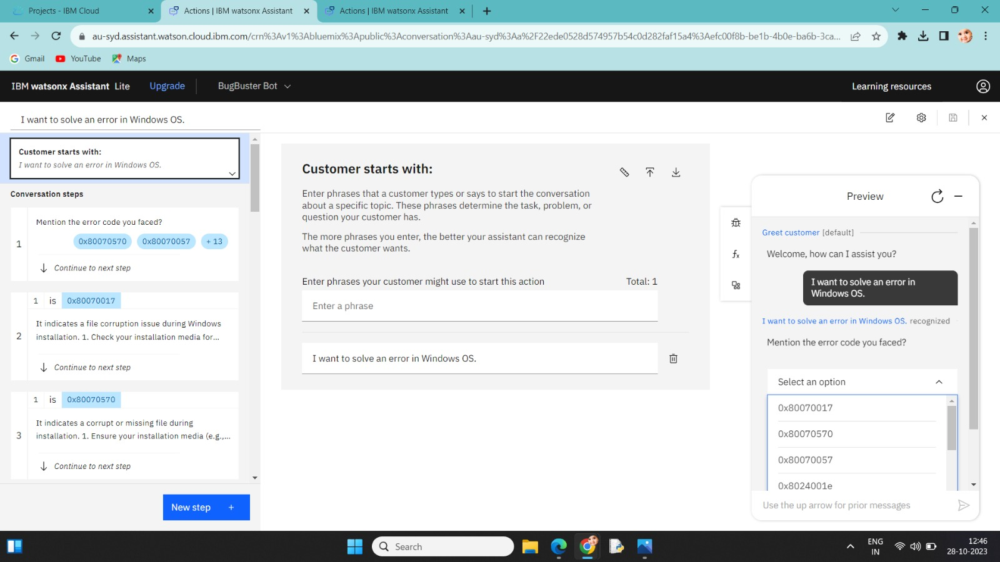 Projects - IBM Cloud
Actions | IBM watsonx Assistant
Actions | IBM watsonx Assistant
au-syd.assistant.watson.cloud.ibm.com/crn%3Av1%3Abluemix%3Apublic%3Aconversation%3Aau-syd%3Aa%2F22ede0528d574957b54c0d282faf15a4%3Aefc00f8b-be1b-4b0e-ba6b-3ca...
Gmail
YouTube
Maps
IBM watsonx Assistant Lite
Upgrade
BugBuster Bot
Learning resources
I want to solve an error in Windows OS.
Customer starts with:
I want to solve an error in Windows OS.
Conversation steps
1
Mention the error code you faced?
0x80070570
0x80070057
+ 13
Continue to next step
2
1 is 0x80070017
It indicates a file corruption issue during Windows
installation. 1. Check your installation media for...
Continue to next step
3
1 is 0x80070570
It indicates a corrupt or missing file during
installation. 1. Ensure your installation media (e.g.,...
Continue to next step
New step +
Customer starts with:
Enter phrases that a customer types or says to start the conversation
about a specific topic. These phrases determine the task, problem, or
question your customer has.
The more phrases you enter, the better your assistant can recognize
what the customer wants.
Enter phrases your customer might use to start this action
Total: 1
Enter a phrase
I want to solve an error in Windows OS.
Preview
Greet customer [default]
Welcome, how can I assist you?
I want to solve an error in
Windows OS.
I want to solve an error in Windows OS. recognized
Mention the error code you faced?
Select an option
0x80070017
0x80070570
0x80070057
0x8024001e
Use the up arrow for prior messages
Search
ENG
IN
12:46
28-10-2023